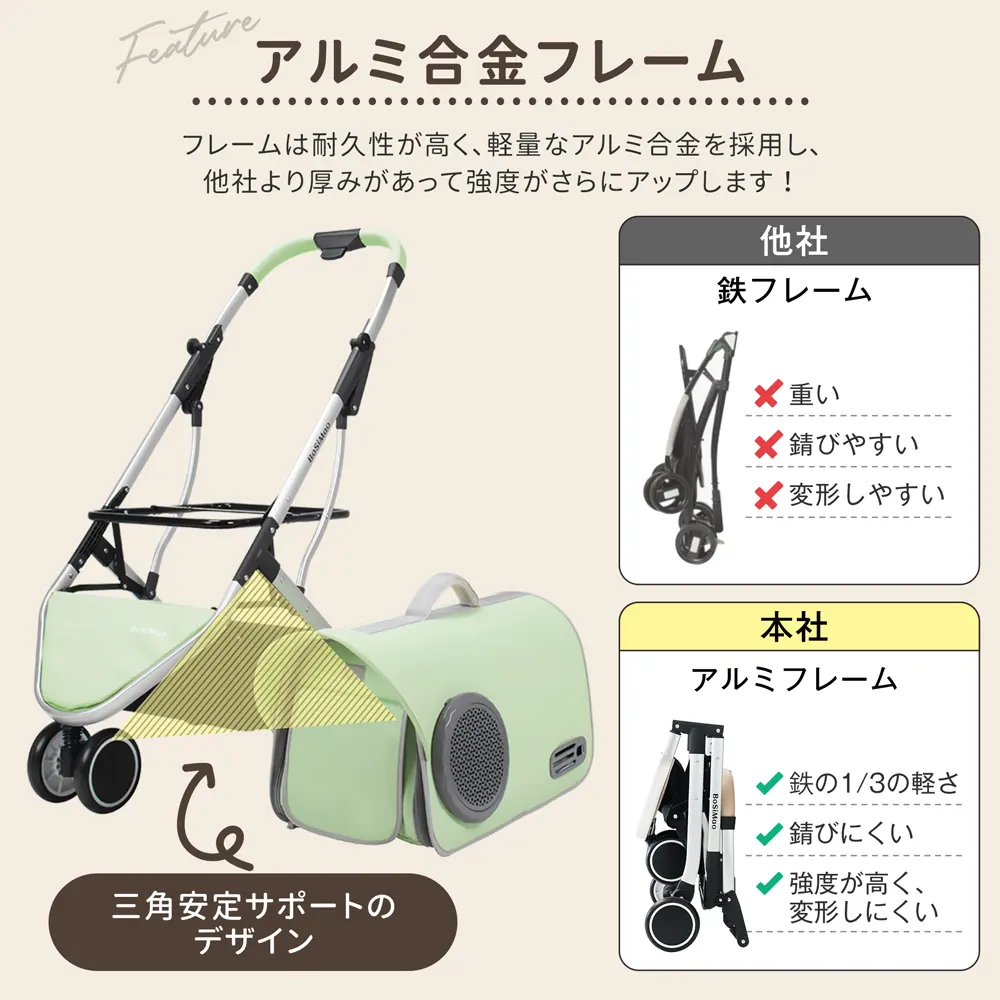 Feature
アルミ合金フレーム
フレームは耐久性が高く、軽量なアルミ合金を採用し、
他社より厚みがあって強度がさらにアップします！
他社
鉄フレーム
重い
錆びやすい
変形しやすい
BoSiMao
BoSiMao
三角安定サポートの
デザイン
本社
アルミフレーム
鉄の1/3の軽さ
錆びにくい
強度が高く、
変形しにくい
BoSiMao